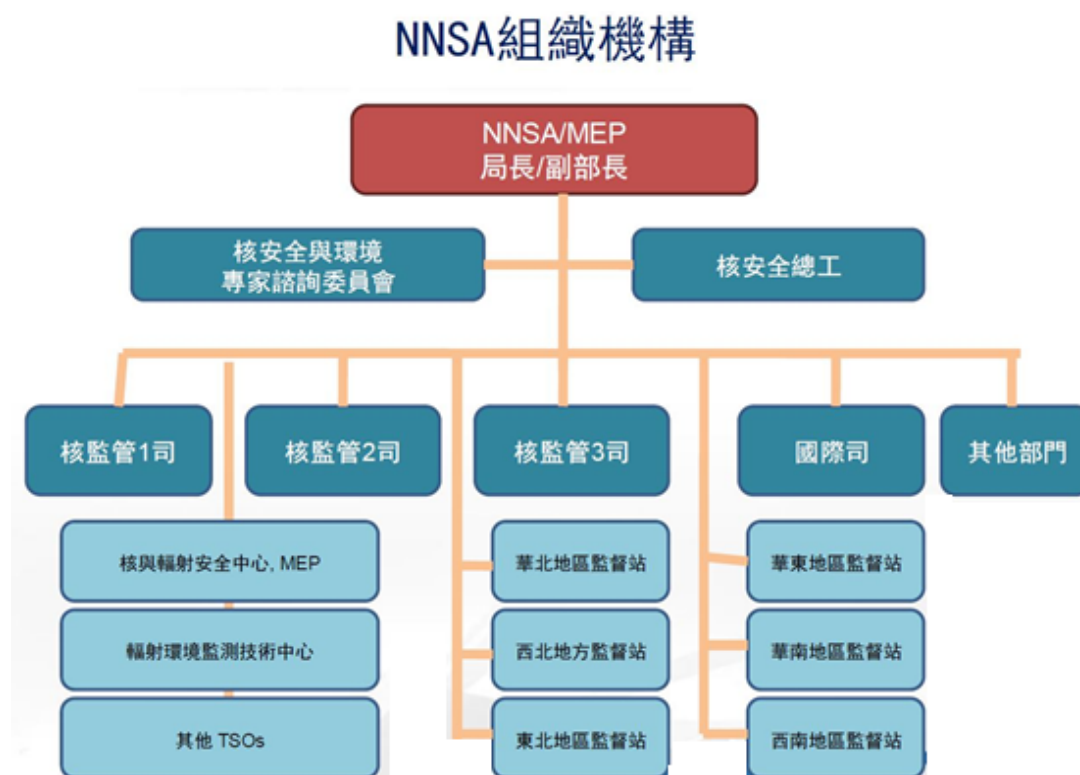 NNSA組織機構
NNSA/MEP
局長/副部長
核安全與環境
專家諮詢委員會
核安全總工
核監管1司
核監管2司
核監管3司
國際司
其他部門
核與輻射安全中心, MEP
華北地區監督站
華東地區監督站
輻射環境監测技術中心
西北地方監督站
華南地區監督站
其他 TSOs
東北地區監督站
西南地區監督站